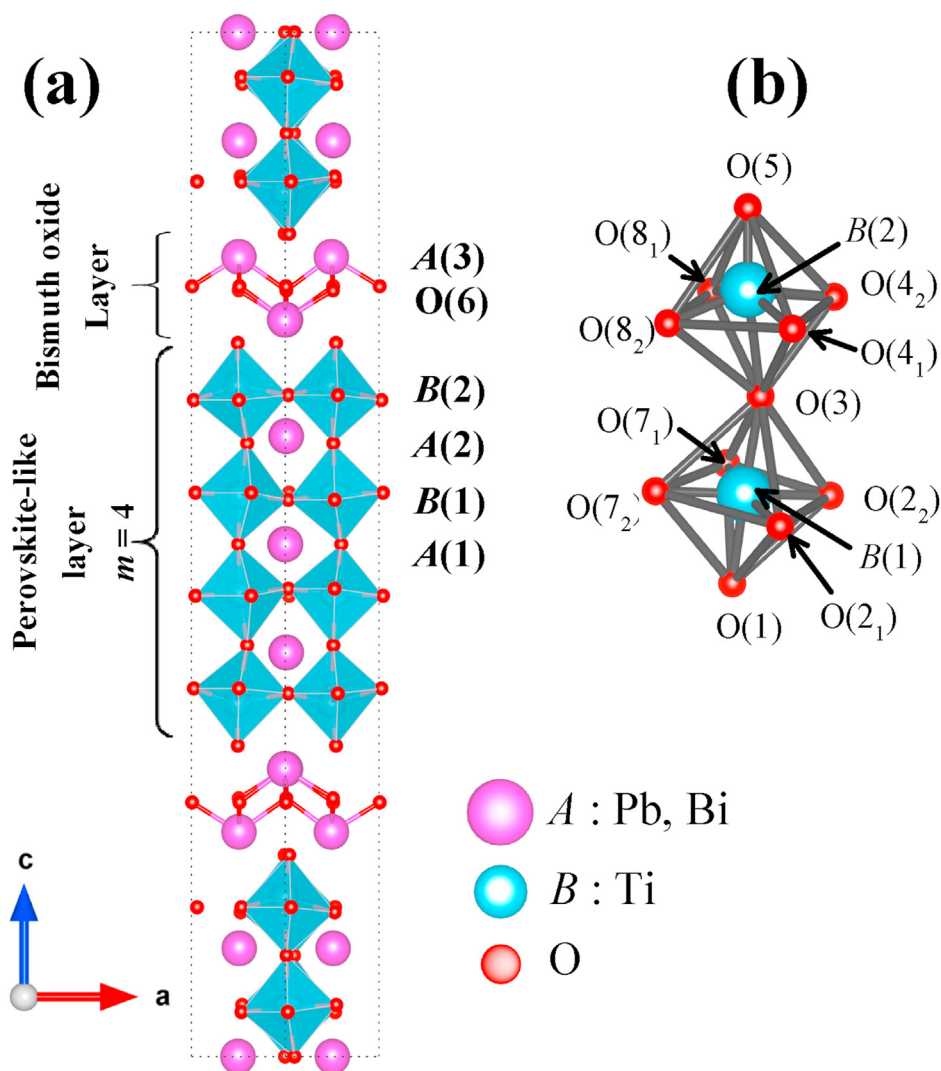 (a)
(b)
Bismuth oxide
Layer
Perovskite-like
layer
m = 4
A(3)
O(6)
B(2)
A(2)
B(1)
A(1)
O(5)
O(8₁)
B(2)
O(4₂)
O(8₂)
O(4₁)
O(3)
O(7₁)
O(7₂)
O(2₂)
B(1)
O(1)
O(2₁)
A : Pb, Bi
B : Ti
O
c
a